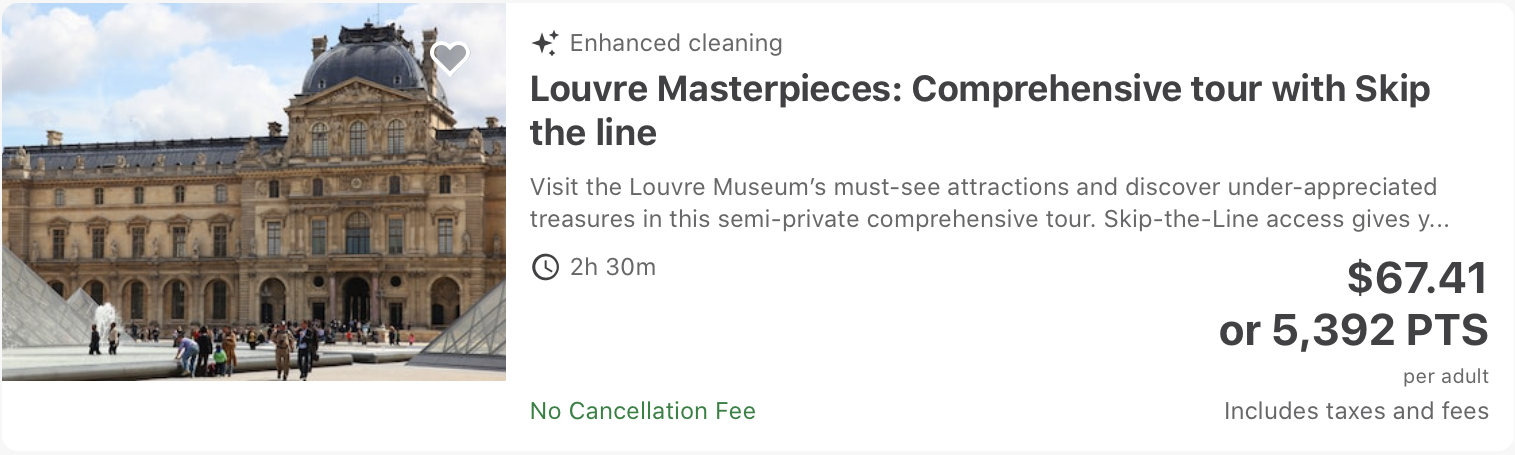 Enhanced cleaning
Louvre Masterpieces: Comprehensive tour with Skip
the line
Visit the Louvre Museum’s must-see attractions and discover under-appreciated
treasures in this semi-private comprehensive tour. Skip-the-Line access gives y...
2h 30m
$67.41
or 5,392 PTS
per adult
No Cancellation Fee
Includes taxes and fees